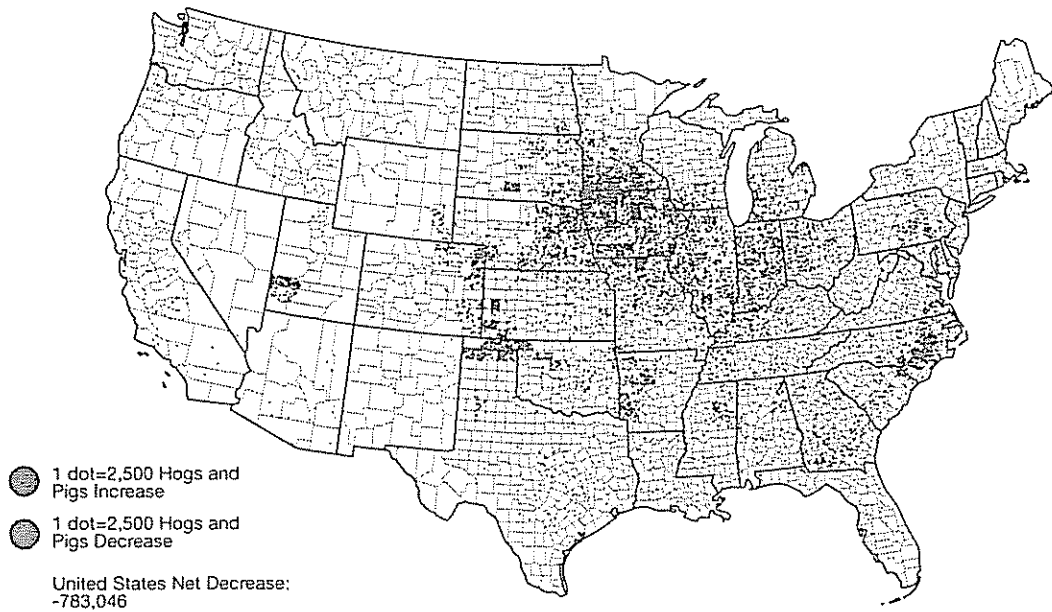 1 dot=2,500 Hogs and
Pigs Increase
1 dot=2,500 Hogs and
Pigs Decrease
United States Net Decrease:
-783,046